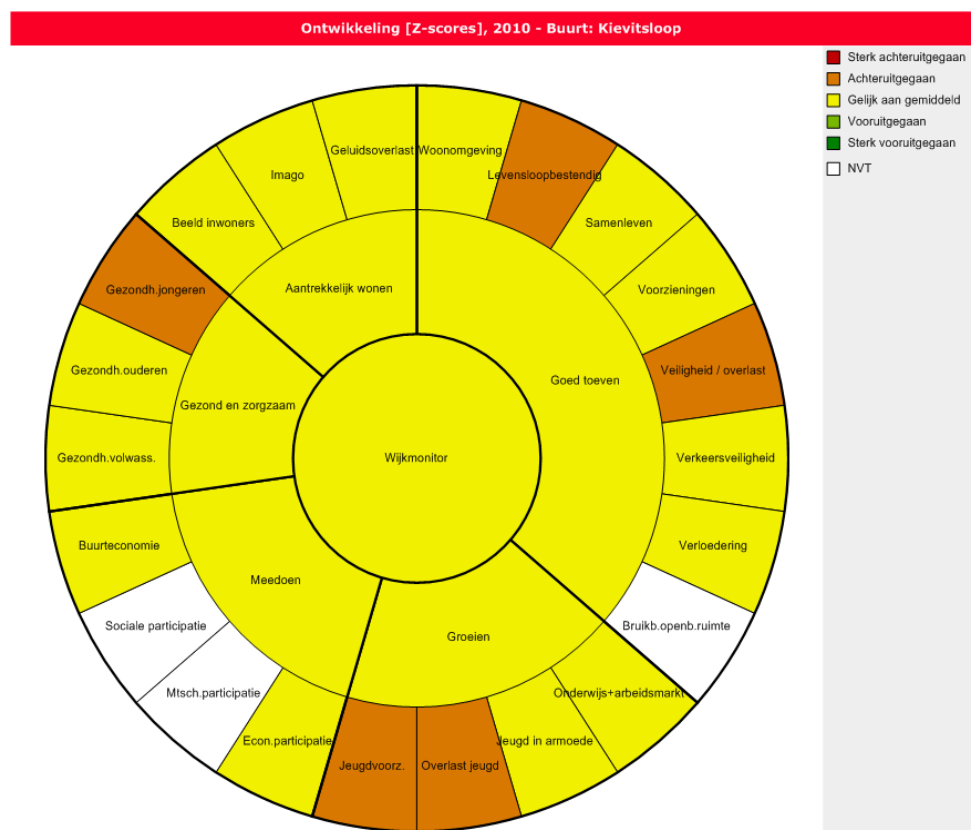 Ontwikkeling [Z-scores], 2010 - Buurt: Kievitsloop
Sterk achteruitgegaan
Achteruitgegaan
Gelijk aan gemiddeld
Vooruitgegaan
Sterk vooruitgegaan
NVT
Geluidsoverlast
Woonomgeving
Imago
Levensloopbestendig
Beeld inwoners
Samenleven
Aantrekkelijk wonen
Gezondh.jongeren
Voorzieningen
Gezondh.ouderen
Veiligheid / overlast
Goed toeven
Gezond en zorgzaam
Gezondh.volwass.
Wijkmonitor
Verkeersveiligheid
Buurteconomie
Verloedering
Meedoen
Sociale participatie
Bruikb.openb.ruimte
Groeien
Mtsch.participatie
Onderwijs+arbeidsmarkt
Econ.participatie
Jeugd in armoede
Jeugdvoorz.
Overlast jeugd